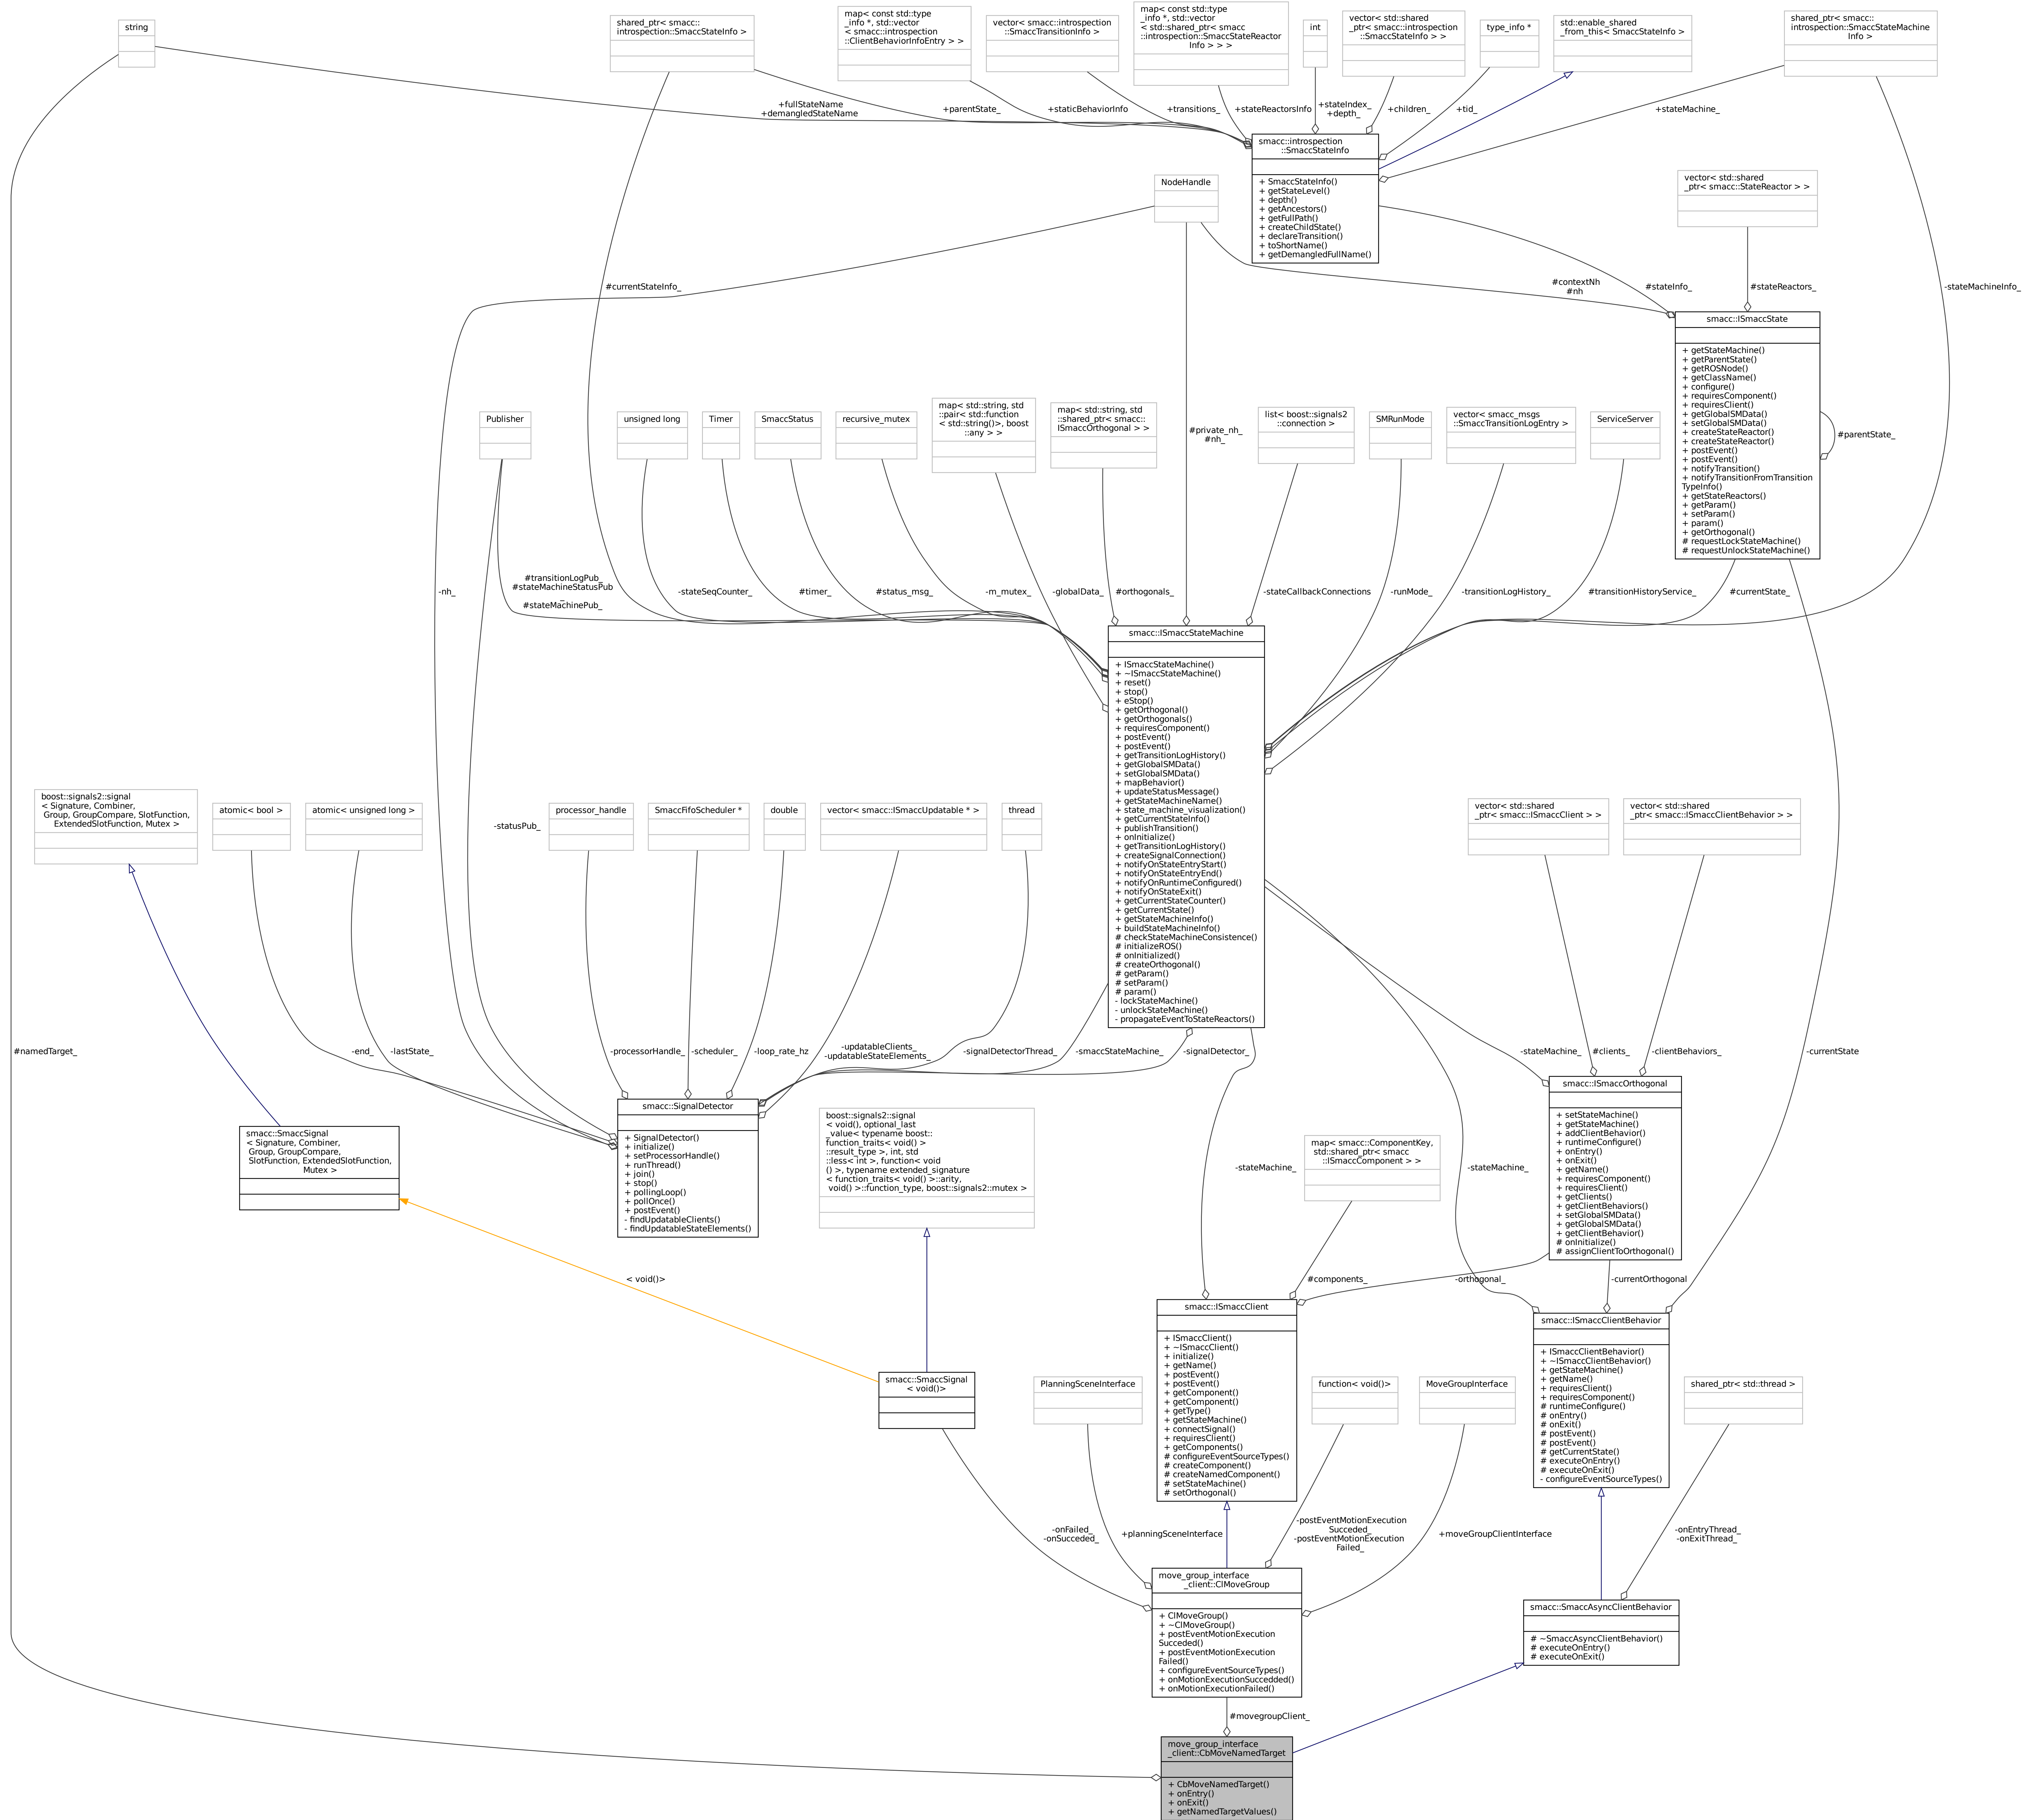 string
shared_ptr< smacc::
introspection::SmaccStateInfo >
map< const std::type
_info *, std::vector
< smacc::introspection
::ClientBehaviorInfoEntry > >
vector< smacc::introspection
::SmaccTransitionInfo >
map< const std::type
_info *, std::vector
< std::shared_ptr< smacc
::introspection::SmaccStateReactor
Info > > >
int
vector< std::shared
_ptr< smacc::introspection
::SmaccStateInfo > >
type_info *
std::enable_shared
_from_this< SmaccStateInfo >
shared_ptr< smacc::
introspection::SmaccStateMachine
Info >
+fullStateName
+demangledStateName
+parentState_
+staticBehaviorInfo
+transitions_
+stateReactorsInfo
+stateIndex_
+depth_
+children_
+tid_
+stateMachine_
smacc::introspection
::SmaccStateInfo
+ SmaccStateInfo()
+ getStateLevel()
+ depth()
+ getAncestors()
+ getFullPath()
+ createChildState()
+ declareTransition()
+ toShortName()
+ getDemangledFullName()
NodeHandle
vector< std::shared
_ptr< smacc::StateReactor > >
#currentStateInfo_
#contextNh
#nh
#stateInfo_
#stateReactors_
-stateMachineInfo_
smacc::ISmaccState
+ getStateMachine()
+ getParentState()
+ getROSNode()
+ getClassName()
+ configure()
+ requiresComponent()
+ requiresClient()
+ getGlobalSMData()
+ setGlobalSMData()
+ createStateReactor()
+ createStateReactor()
+ postEvent()
+ postEvent()
+ notifyTransition()
+ notifyTransitionFromTransition
TypeInfo()
+ getStateReactors()
+ getParam()
+ setParam()
+ param()
+ getOrthogonal()
# requestLockStateMachine()
# requestUnlockStateMachine()
#parentState_
Publisher
unsigned long
Timer
SmaccStatus
recursive_mutex
map< std::string, std
::pair< std::function
< std::string()>, boost
::any > >
map< std::string, std
::shared_ptr< smacc::
ISmaccOrthogonal > >
#private_nh_
#nh_
list< boost::signals2
::connection >
SMRunMode
vector< smacc_msgs
::SmaccTransitionLogEntry >
ServiceServer
-nh_
#transitionLogPub_
#stateMachineStatusPub
_
#stateMachinePub_
-stateSeqCounter_
#timer_
#status_msg_
-m_mutex_
-globalData_
#orthogonals_
-stateCallbackConnections
-runMode_
-transitionLogHistory_
#transitionHistoryService_
#currentState_
smacc::ISmaccStateMachine
+ ISmaccStateMachine()
+ ~ISmaccStateMachine()
+ reset()
+ stop()
+ eStop()
+ getOrthogonal()
+ getOrthogonals()
+ requiresComponent()
+ postEvent()
+ postEvent()
+ getTransitionLogHistory()
+ getGlobalSMData()
+ setGlobalSMData()
+ mapBehavior()
+ updateStatusMessage()
+ getStateMachineName()
+ state_machine_visualization()
+ getCurrentStateInfo()
+ publishTransition()
+ onInitialize()
+ getTransitionLogHistory()
+ createSignalConnection()
+ notifyOnStateEntryStart()
+ notifyOnStateEntryEnd()
+ notifyOnRuntimeConfigured()
+ notifyOnStateExit()
+ getCurrentStateCounter()
+ getCurrentState()
+ getStateMachineInfo()
+ buildStateMachineInfo()
# checkStateMachineConsistence()
# initializeROS()
# onInitialized()
# createOrthogonal()
# getParam()
# setParam()
# param()
- lockStateMachine()
- unlockStateMachine()
- propagateEventToStateReactors()
boost::signals2::signal
< Signature, Combiner,
Group, GroupCompare, SlotFunction,
ExtendedSlotFunction, Mutex >
atomic< bool >
atomic< unsigned long >
-statusPub_
processor_handle
SmaccFifoScheduler *
double
vector< smacc::ISmaccUpdatable * >
thread
vector< std::shared
_ptr< smacc::ISmaccClient > >
vector< std::shared
_ptr< smacc::ISmaccClientBehavior > >
#namedTarget_
-end_
-lastState_
-processorHandle_
-scheduler_
-loop_rate_hz
-updatableClients_
-updatableStateElements_
-signalDetectorThread_
-smaccStateMachine_
-signalDetector_
-stateMachine_
#clients_
-clientBehaviors_
-currentState
smacc::SmaccSignal
< Signature, Combiner,
Group, GroupCompare,
SlotFunction, ExtendedSlotFunction,
Mutex >
smacc::SignalDetector
+ SignalDetector()
+ initialize()
+ setProcessorHandle()
+ runThread()
+ join()
+ stop()
+ pollingLoop()
+ pollOnce()
+ postEvent()
- findUpdatableClients()
- findUpdatableStateElements()
boost::signals2::signal
< void(), optional_last
_value< typename boost::
function_traits< void() >
::result_type >, int, std
::less< int >, function< void
() >, typename extended_signature
< function_traits< void() >::arity,
void() >::function_type, boost::signals2::mutex >
-stateMachine_
map< smacc::ComponentKey,
std::shared_ptr< smacc
::ISmaccComponent > >
-stateMachine_
smacc::ISmaccOrthogonal
+ setStateMachine()
+ getStateMachine()
+ addClientBehavior()
+ runtimeConfigure()
+ onEntry()
+ onExit()
+ getName()
+ requiresComponent()
+ requiresClient()
+ getClients()
+ getClientBehaviors()
+ setGlobalSMData()
+ getGlobalSMData()
+ getClientBehavior()
# onInitialize()
# assignClientToOrthogonal()
< void()>
#components_
-orthogonal_
-currentOrthogonal
smacc::ISmaccClient
+ ISmaccClient()
+ ~ISmaccClient()
+ initialize()
+ getName()
+ postEvent()
+ postEvent()
+ getComponent()
+ getComponent()
+ getType()
+ getStateMachine()
+ connectSignal()
+ requiresClient()
+ getComponents()
# configureEventSourceTypes()
# createComponent()
# createNamedComponent()
# setStateMachine()
# setOrthogonal()
smacc::ISmaccClientBehavior
+ ISmaccClientBehavior()
+ ~ISmaccClientBehavior()
+ getStateMachine()
+ getName()
+ requiresClient()
+ requiresComponent()
# runtimeConfigure()
# onEntry()
# onExit()
# postEvent()
# postEvent()
# getCurrentState()
# executeOnEntry()
# executeOnExit()
- configureEventSourceTypes()
smacc::SmaccSignal
< void()>
PlanningSceneInterface
function< void()>
MoveGroupInterface
shared_ptr< std::thread >
-onFailed_
-onSucceded_
+planningSceneInterface
-postEventMotionExecution
Succeded_
-postEventMotionExecution
Failed_
+moveGroupClientInterface
-onEntryThread_
-onExitThread_
move_group_interface
_client::ClMoveGroup
+ ClMoveGroup()
+ ~ClMoveGroup()
+ postEventMotionExecution
Succeded()
+ postEventMotionExecution
Failed()
+ configureEventSourceTypes()
+ onMotionExecutionSuccedded()
+ onMotionExecutionFailed()
smacc::SmaccAsyncClientBehavior
# ~SmaccAsyncClientBehavior()
# executeOnEntry()
# executeOnExit()
#movegroupClient_
move_group_interface
_client::CbMoveNamedTarget
+ CbMoveNamedTarget()
+ onEntry()
+ onExit()
+ getNamedTargetValues()